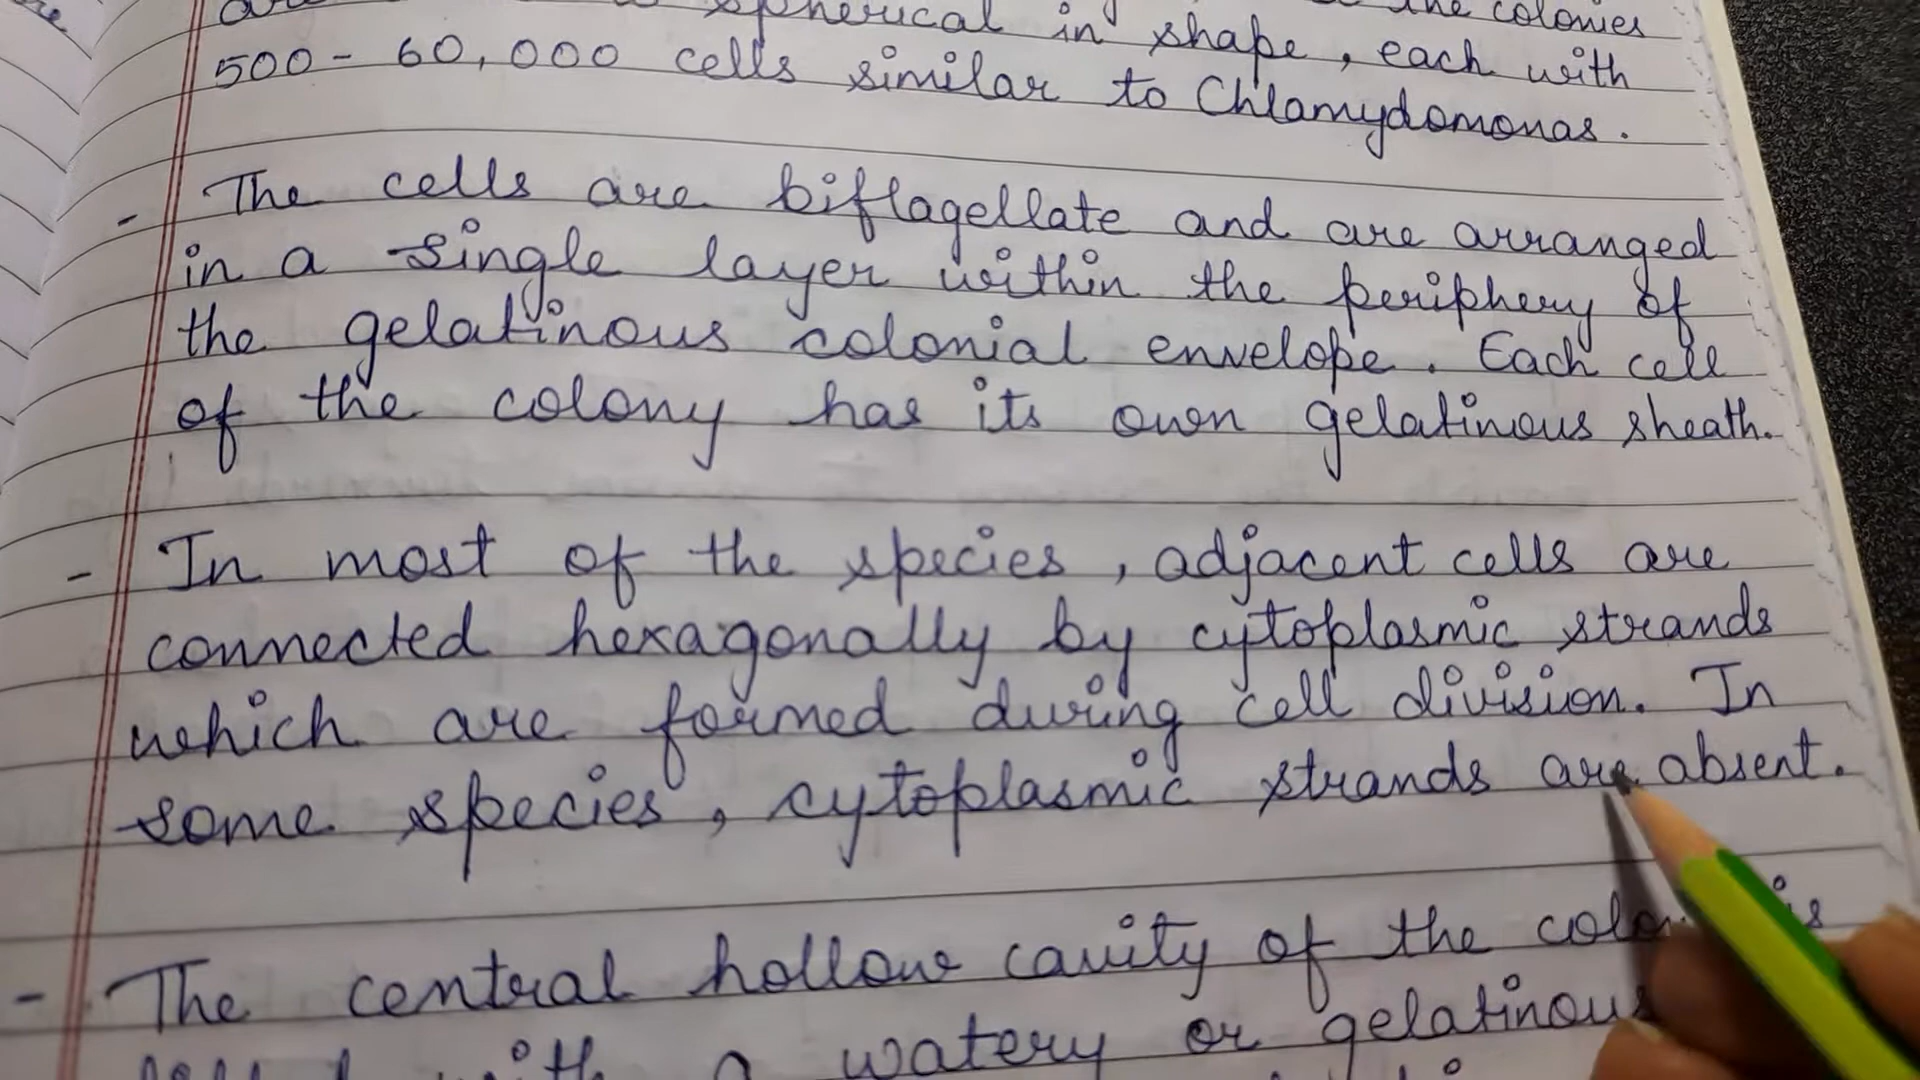 spherical in shape, each with
500 - 60,000 cells similar to Chlamydomonas.
- The cells are biflagellate and are arranged
in a single layer within the periphery of
the gelatinous colonial envelope. Each cell
of the colony has its own gelatinous sheath.
- In most of the species, adjacent cells are
connected hexagonally by cytoplasmic strands
which are formed during cell division. In
some species, cytoplasmic strands are absent.
- The central hollow cavity of the is
with a watery or gelatinous